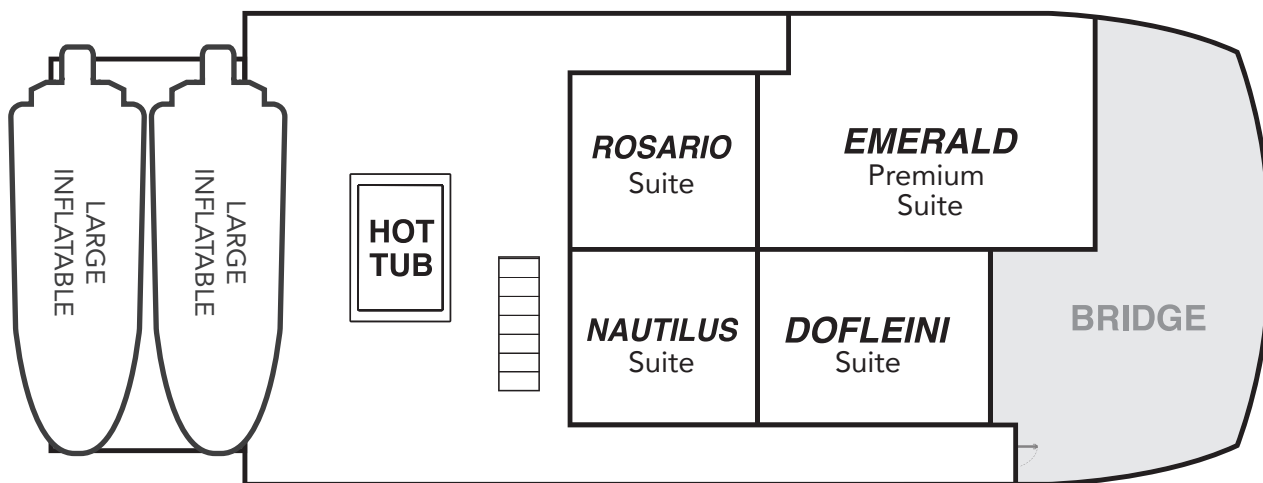 LARGE
INFLATABLE
LARGE
INFLATABLE
HOT
TUB
ROSARIO
Suite
EMERALD
Premium
Suite
NAUTILUS
Suite
DOFLEINI
Suite
BRIDGE